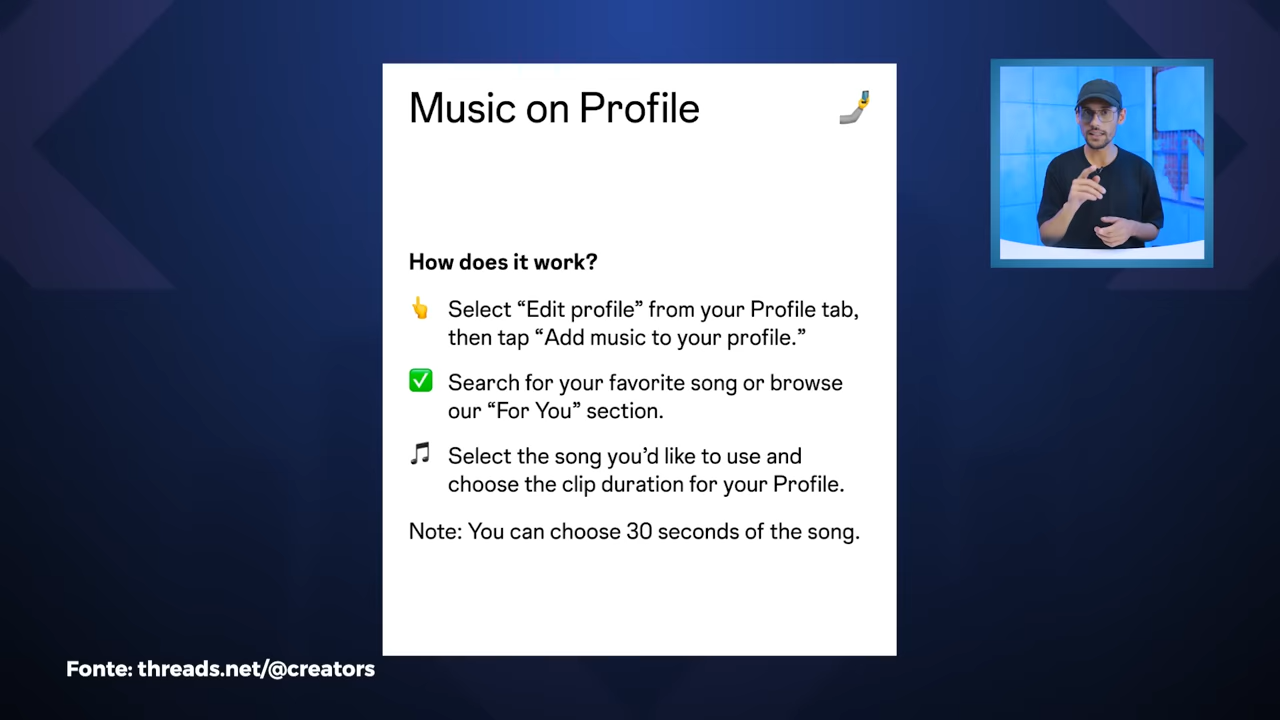 Music on Profile
How does it work?
Select “Edit profile” from your Profile tab,
then tap “Add music to your profile.”
Search for your favorite song or browse
our “For You” section.
Select the song you’d like to use and
choose the clip duration for your Profile.
Note: You can choose 30 seconds of the song.
Fonte: threads.net/@creators